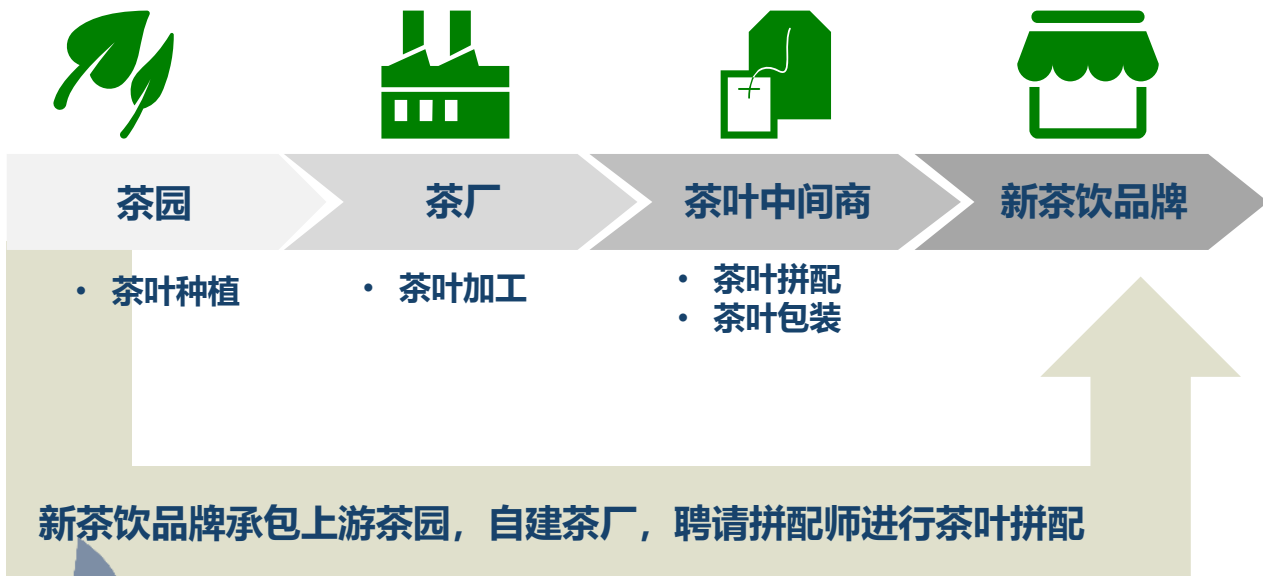 茶园
茶厂
茶叶中间商
新茶饮品牌
• 茶叶种植
• 茶叶加工
• 茶叶拼配
• 茶叶包装
新茶饮品牌承包上游茶园，自建茶厂，聘请拼配师进行茶叶拼配